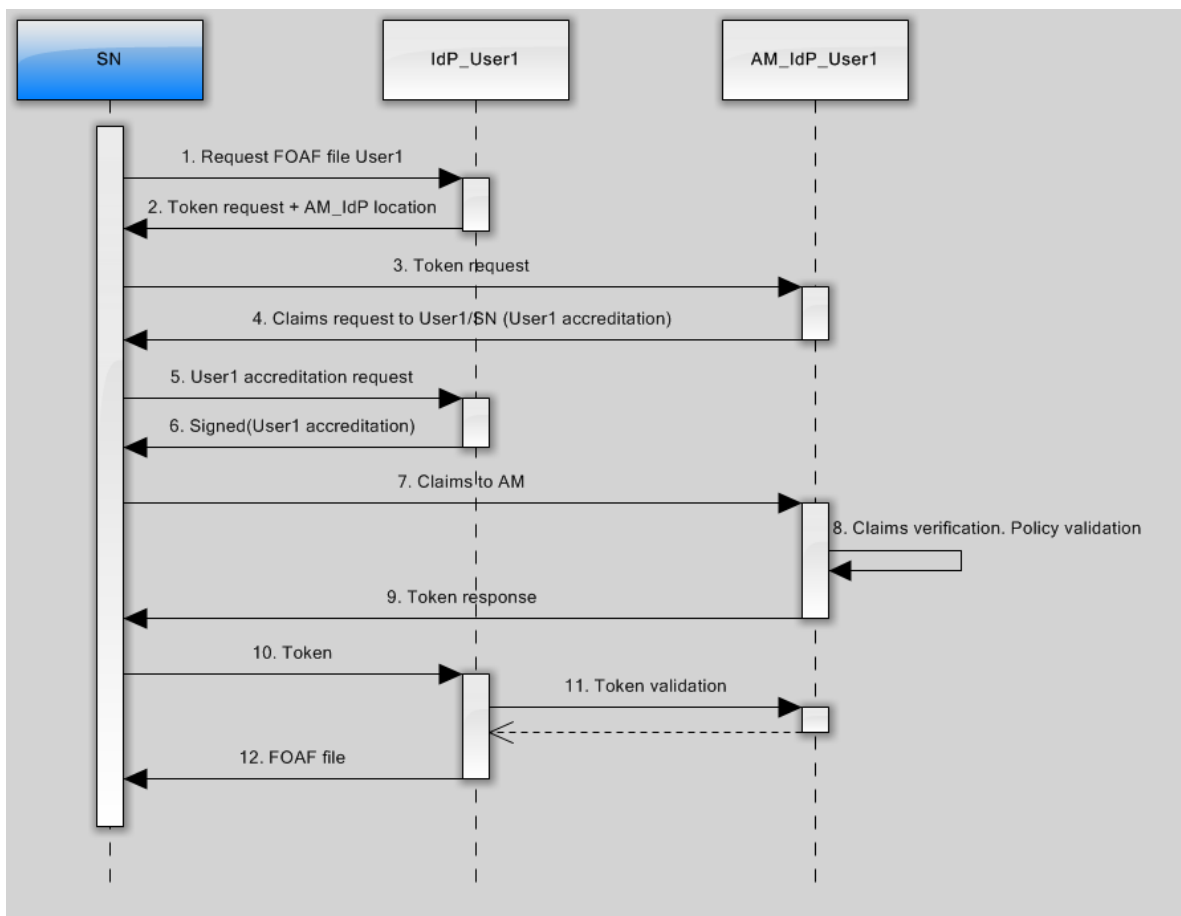 SN
IdP_User1
AM_IdP_User1
1. Request FOAF file User1
2. Token request + AM_IdP location
3. Token request
4. Claims request to User1/SN (User1 accreditation)
5. User1 accreditation request
6. Signed(User1 accreditation)
7. Claims to AM
8. Claims verification. Policy validation
9. Token response
10. Token
11. Token validation
12. FOAF file